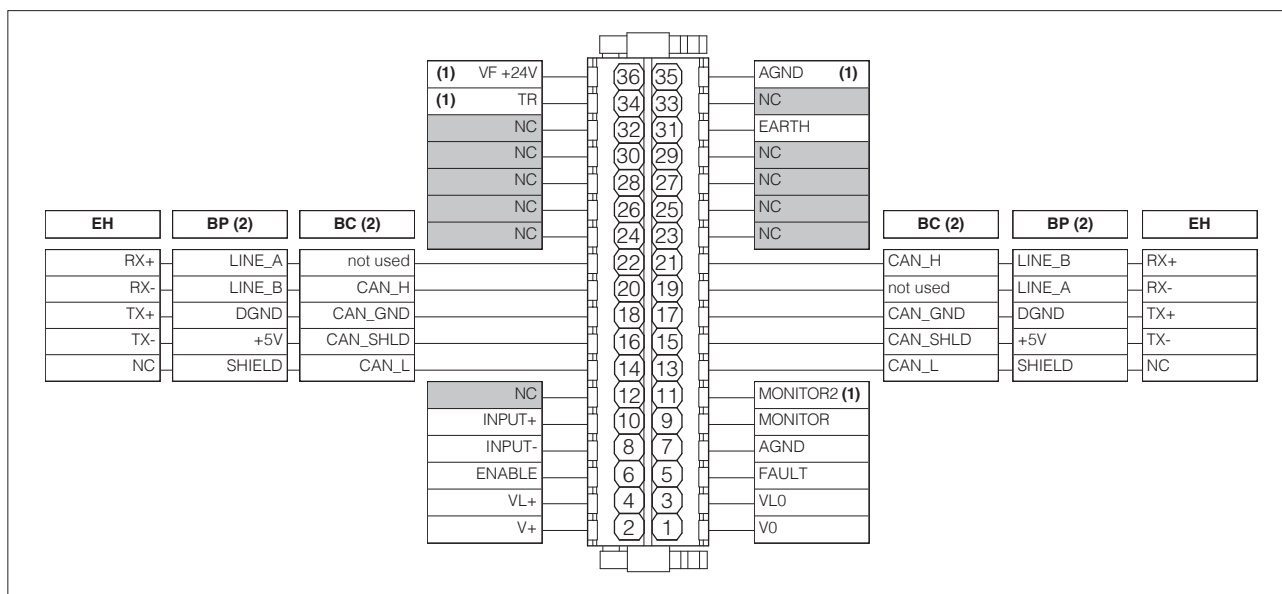 (1) VF +24V 36 35 AGND (1)
(1) TR 34 33 NC
NC 32 31 EARTH
NC 30 29 NC
NC 28 27 NC
NC 26 25 NC
NC 24 23 NC
EH BP (2) BC (2) BC (2) BP (2) EH
RX+ LINE_A not used 22 21 CAN_H LINE_B RX+
RX- LINE_B CAN_H 20 19 not used LINE_A RX-
TX+ DGND CAN_GND 18 17 CAN_GND DGND TX+
TX- +5V CAN_SHLD 16 15 CAN_SHLD +5V TX-
NC SHIELD CAN_L 14 13 CAN_L SHIELD NC
NC 12 11 MONITOR2 (1)
INPUT+ 10 9 MONITOR
INPUT- 8 7 AGND
ENABLE 6 5 FAULT
VL+ 4 3 VL0
V+ 2 1 V0